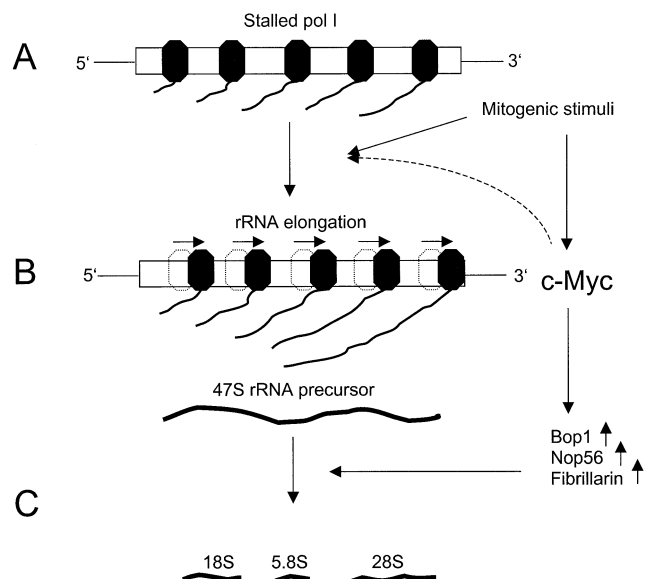 Stalled pol I
A
5‘
3‘
Mitogenic stimuli
rRNA elongation
B
5‘
3‘
c-Myc
47S rRNA precursor
Bop1
Nop56
Fibrillarin
C
18S 5.8S 28S